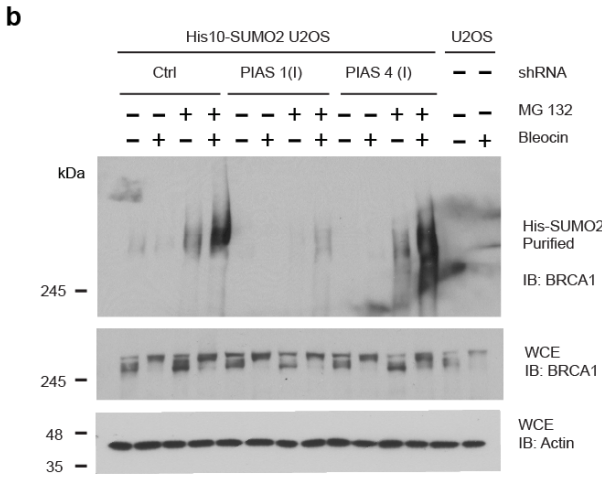 b
His10-SUMO2 U2OS U2OS
Ctrl PIAS 1(I) PIAS 4 (I) – – shRNA
– – + + – – + + – – + + – – MG 132
– + – + – + – + – + – + – + Bleocin
kDa
His-SUMO2
Purified
IB: BRCA1
245
WCE
IB: BRCA1
245
WCE
IB: Actin
48
35